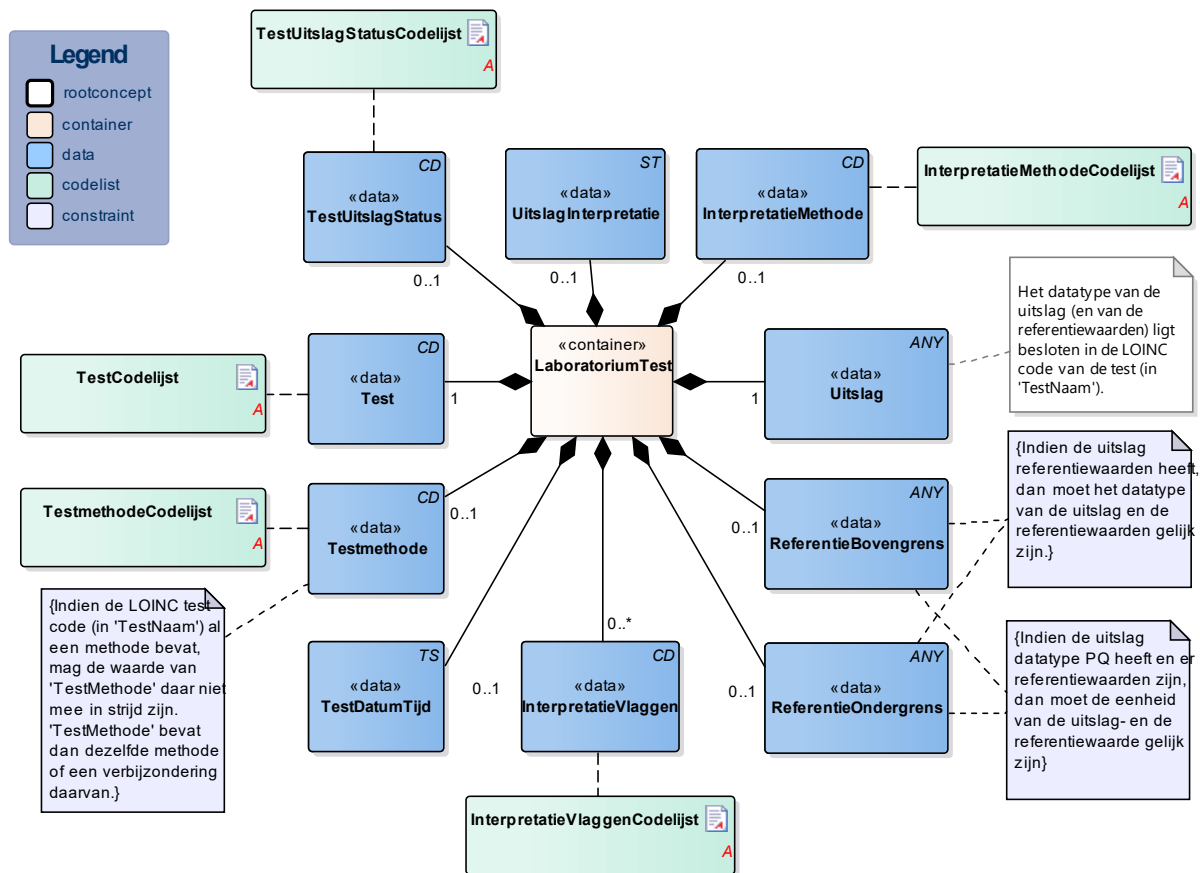 Legend
rootconcept
container
data
codelist
constraint
TestUitslagStatusCodelijst
A
CD
«data»
TestUitslagStatus
0..1
ST
«data»
UitslagInterpretatie
0..1
CD
«data»
InterpretatieMethode
0..1
InterpretatieMethodeCodelijst
A
Het datatype van de
uitslag (en van de
referentiewaarden) ligt
besloten in de LOINC
code van de test (in
'TestNaam').
«container»
LaboratoriumTest
TestCodelijst
A
CD
«data»
Test
1
ANY
«data»
Uitslag
1
TestmethodeCodelijst
A
CD
«data»
Testmethode
0..1
ANY
«data»
ReferentieBovengrens
0..1
{Indien de uitslag
referentiewaarden heeft,
dan moet het datatype
van de uitslag en de
referentiewaarden gelijk
zijn.}
{Indien de LOINC test
code (in 'TestNaam') al
een methode bevat,
mag de waarde van
'TestMethode' daar niet
mee in strijd zijn.
'TestMethode' bevat
dan dezelfde methode
of een verbijzondering
daarvan.}
TS
«data»
TestDatumTijd
0..1
0..*
CD
«data»
InterpretatieVlaggen
ANY
«data»
ReferentieOndergrens
0..1
{Indien de uitslag
datatype PQ heeft en er
referentiewaarden zijn,
dan moet de eenheid
van de uitslag- en de
referentiewaarde gelijk
zijn}
InterpretatieVlaggenCodelijst
A